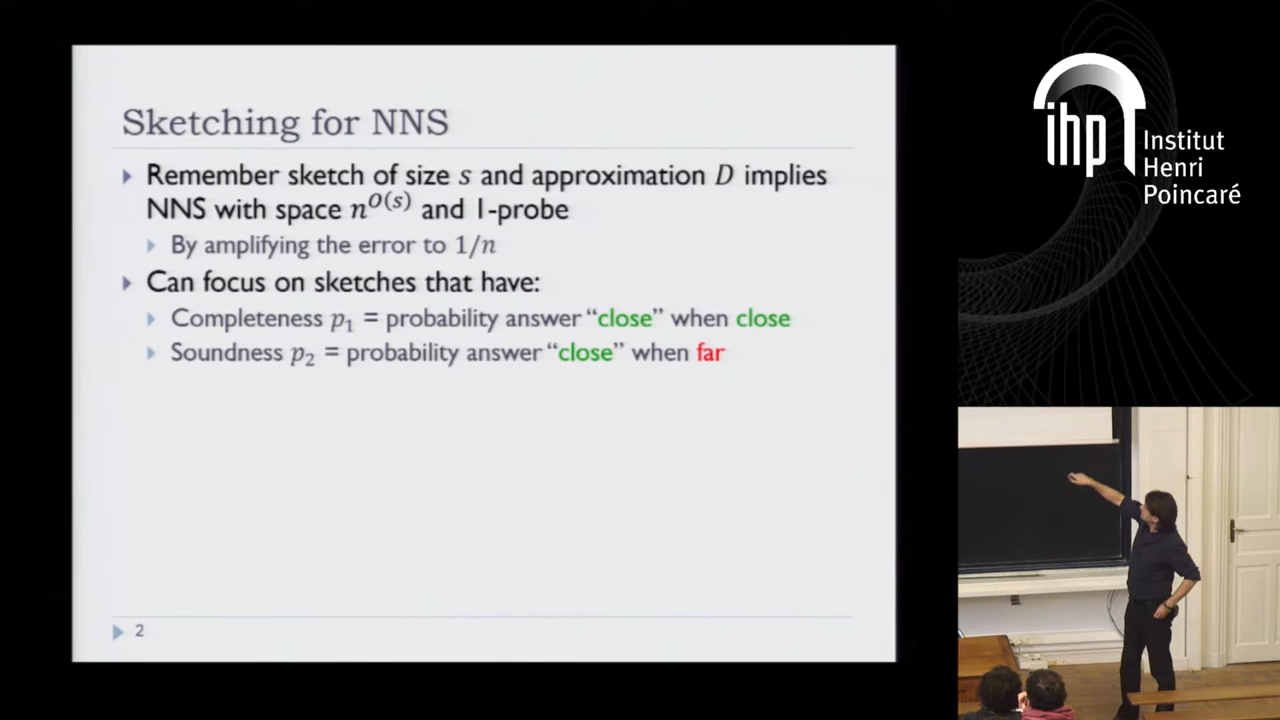 Sketching for NNS
Remember sketch of size s and approximation D implies
NNS with space n^{O(s)} and 1-probe
By amplifying the error to 1/n
Can focus on sketches that have:
Completeness p₁ = probability answer “close” when close
Soundness p₂ = probability answer “close” when far
2
ihp
Institut
Henri
Poincaré